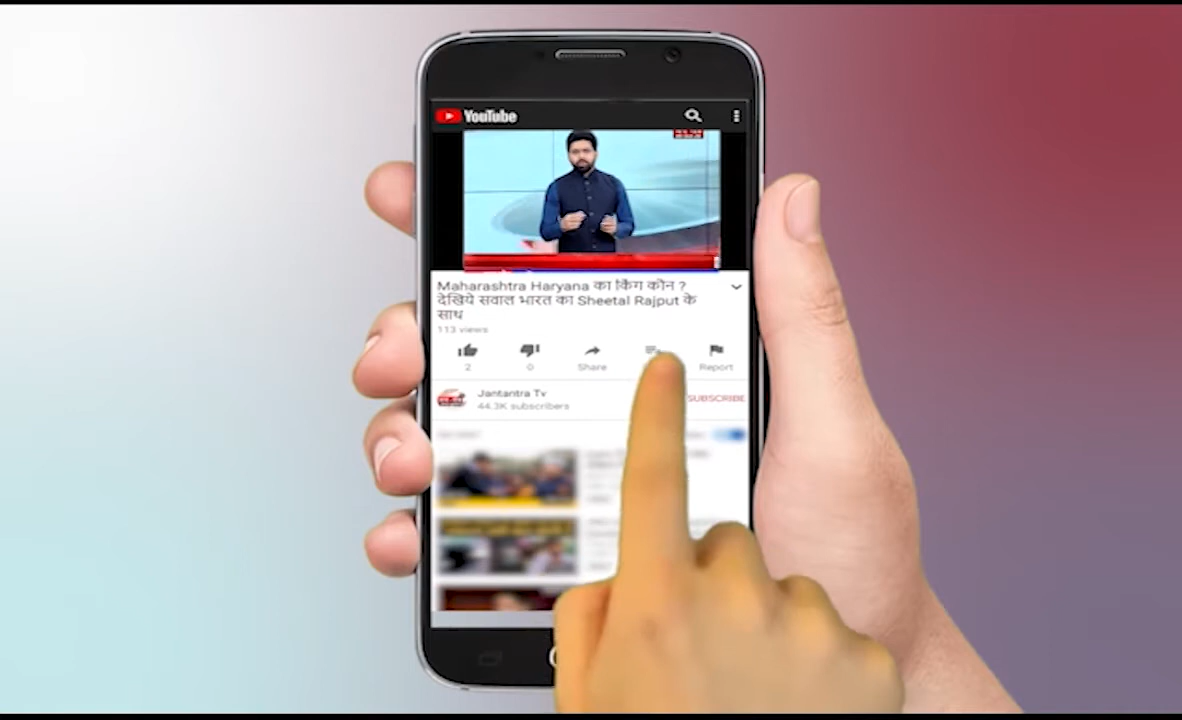 YouTube
Maharashtra Haryana का किंग कौन ?
देखिये सवाल भारत का Sheetal Rajput के
साथ
113 views
2
0
Share
Report
Jantantra Tv
SUBSCRIBE
44.3K subscribers